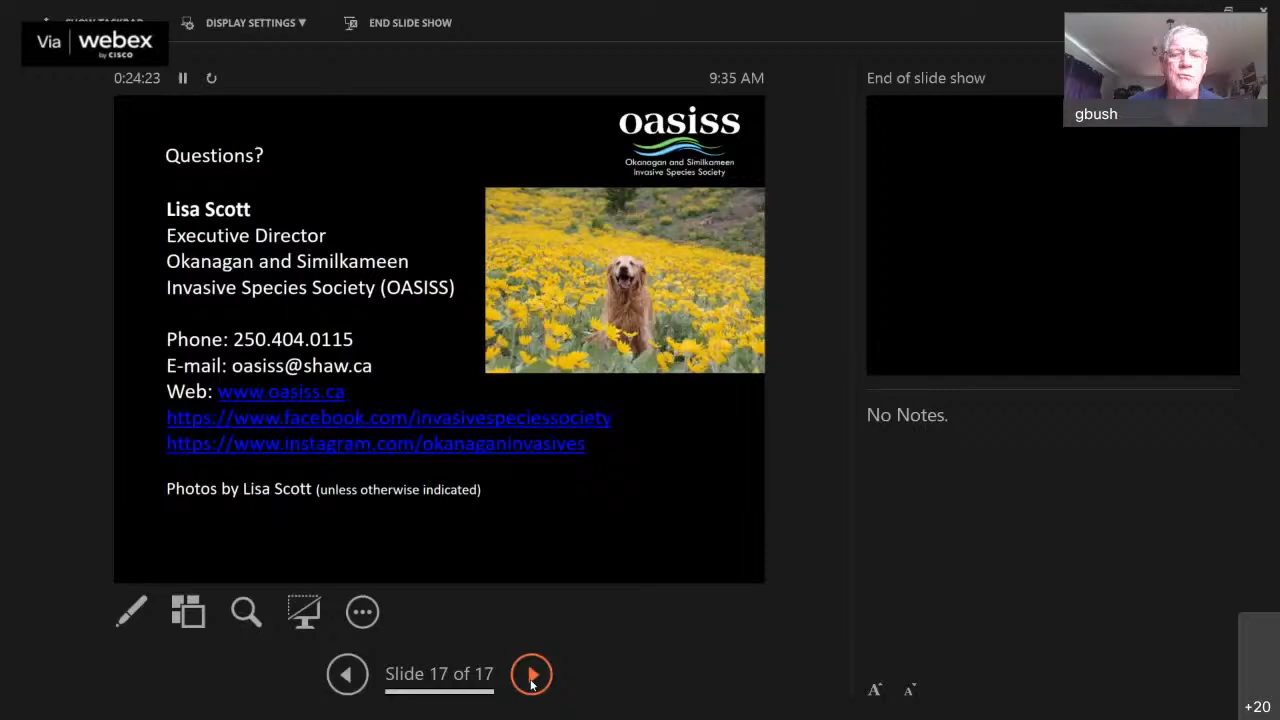 SHOW TASKBAR
DISPLAY SETTINGS ▼
END SLIDE SHOW
Via webex
by CISCO
0:24:23
9:35 AM
End of slide show
gbush
oasiss
Okanagan and Similkameen
Invasive Species Society
Questions?
Lisa Scott
Executive Director
Okanagan and Similkameen
Invasive Species Society (OASISS)
Phone: 250.404.0115
E-mail: oasiss@shaw.ca
Web: www.oasiss.ca
https://www.facebook.com/invasivespeciessociety
https://www.instagram.com/okanaganinvasives
Photos by Lisa Scott (unless otherwise indicated)
No Notes.
Slide 17 of 17
A A
+20